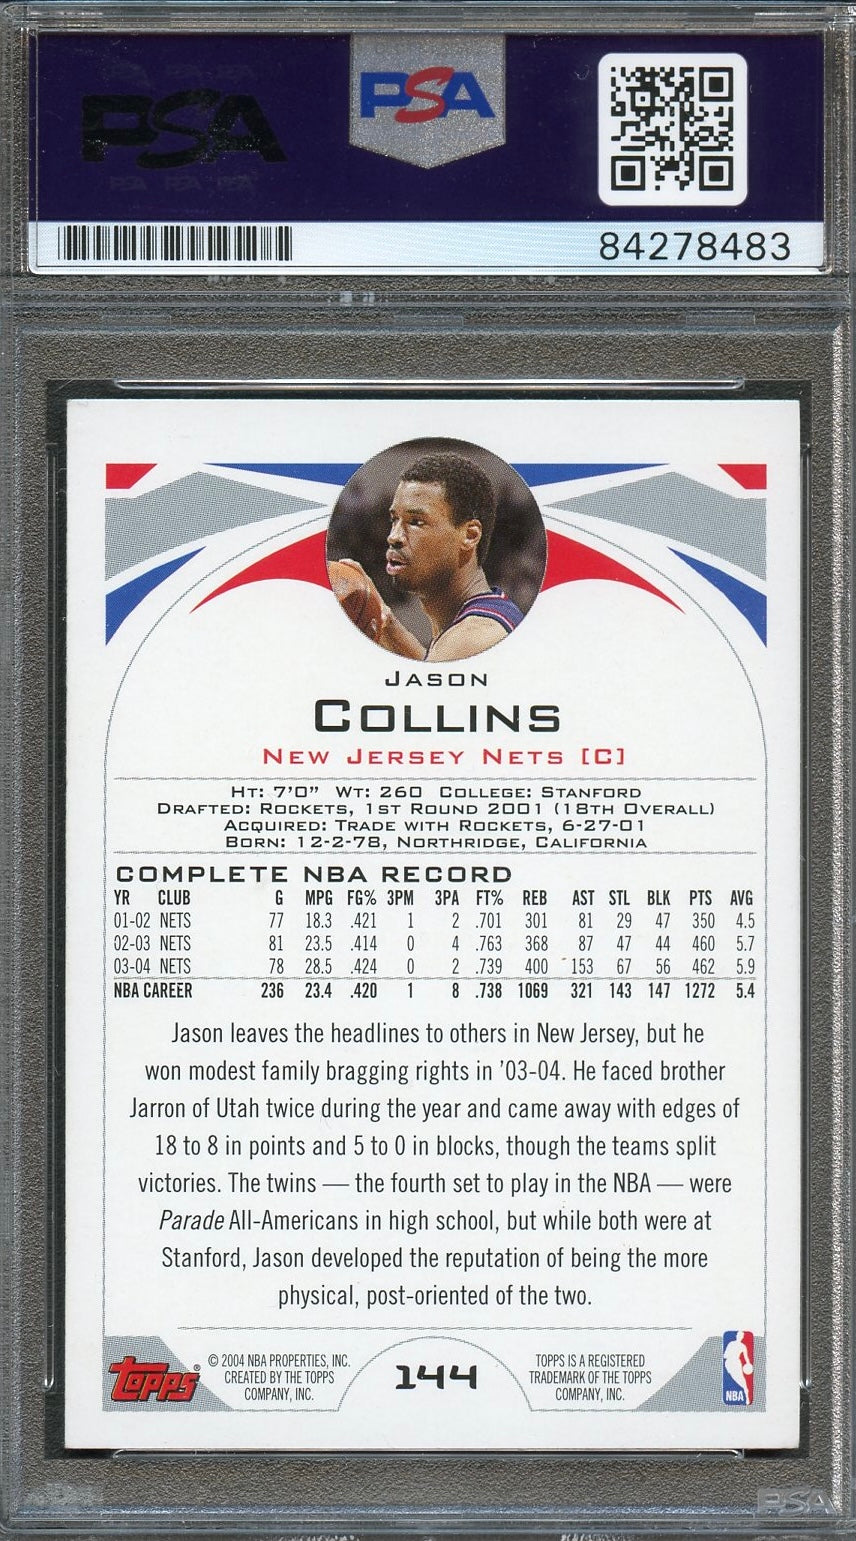 PSA
PSA
PSA PSA PSA
84278483
JASON
COLLINS
NEW JERSEY NETS [C]
HT: 7'0" WT: 260 COLLEGE: STANFORD
DRAFTED: ROCKETS, 1ST ROUND 2001 (18TH OVERALL)
ACQUIRED: TRADE WITH ROCKETS, 6-27-01
BORN: 12-2-78, NORTHRIDGE, CALIFORNIA
COMPLETE NBA RECORD
YR CLUB G MPG FG% 3PM 3PA FT% REB AST STL BLK PTS AVG
01-02 NETS 77 18.3 .421 1 2 .701 301 81 29 47 350 4.5
02-03 NETS 81 23.5 .414 0 4 .763 368 87 47 44 460 5.7
03-04 NETS 78 28.5 .424 0 2 .739 400 153 67 56 462 5.9
NBA CAREER 236 23.4 .420 1 8 .738 1069 321 143 147 1272 5.4
Jason leaves the headlines to others in New Jersey, but he
won modest family bragging rights in '03-04. He faced brother
Jarron of Utah twice during the year and came away with edges of
18 to 8 in points and 5 to 0 in blocks, though the teams split
victories. The twins — the fourth set to play in the NBA — were
Parade All-Americans in high school, but while both were at
Stanford, Jason developed the reputation of being the more
physical, post-oriented of the two.
topps®
© 2004 NBA PROPERTIES, INC.
CREATED BY THE TOPPS
COMPANY, INC.
144
TOPPS IS A REGISTERED
TRADEMARK OF THE TOPPS
COMPANY, INC.
NBA
PSA